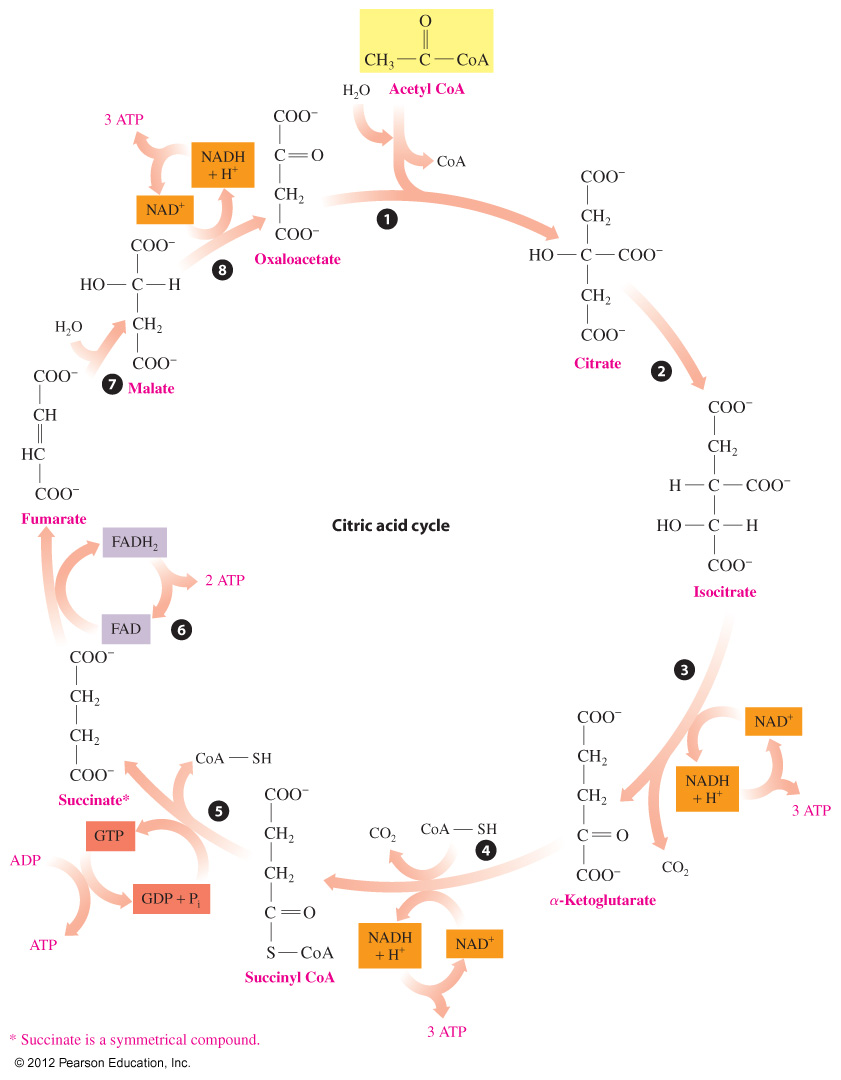 O
CH₃ — C — CoA
Acetyl CoA
H₂O
CoA
1
COO⁻
C = O
CH₂
COO⁻
Oxaloacetate
3 ATP
NADH
+ H⁺
NAD⁺
8
COO⁻
CH₂
HO — C — COO⁻
CH₂
COO⁻
Citrate
2
COO⁻
CH₂
H — C — COO⁻
HO — C — H
COO⁻
Isocitrate
3
NAD⁺
NADH
+ H⁺
3 ATP
CO₂
COO⁻
CH₂
CH₂
C = O
COO⁻
α-Ketoglutarate
4
CoA — SH
CO₂
NADH
+ H⁺
NAD⁺
3 ATP
COO⁻
CH₂
CH₂
C = O
S — CoA
Succinyl CoA
5
CoA — SH
GTP
GDP + Pᵢ
ADP
ATP
COO⁻
CH₂
CH₂
COO⁻
Succinate*
6
FAD
FADH₂
2 ATP
COO⁻
CH
HC
COO⁻
Fumarate
7
H₂O
COO⁻
HO — C — H
CH₂
COO⁻
Malate
Citric acid cycle
* Succinate is a symmetrical compound.
© 2012 Pearson Education, Inc.